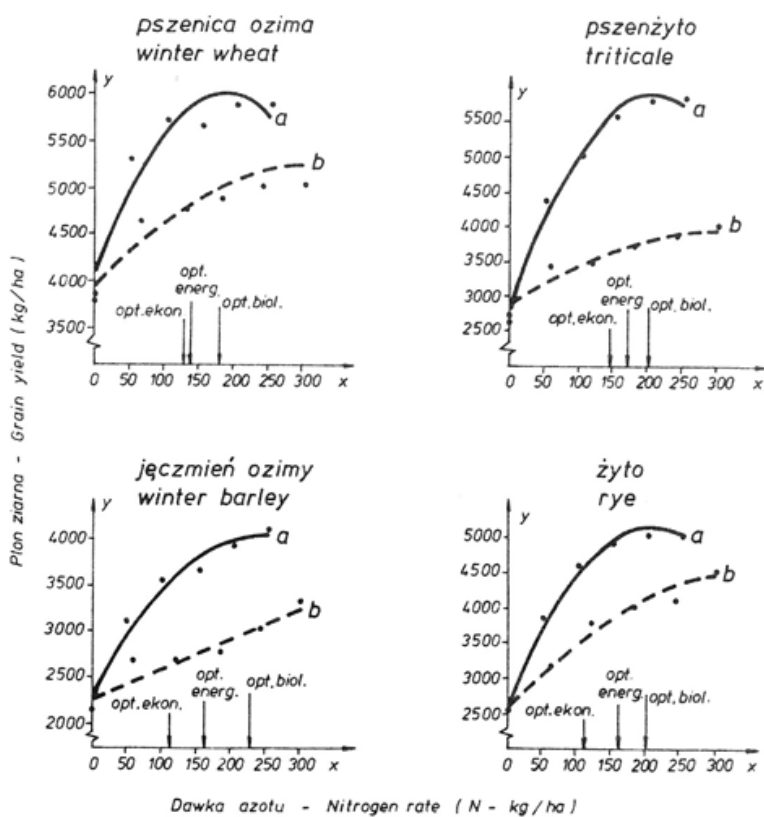 Plon ziarna - Grain yield (kg/ha)
pszenica ozima
winter wheat
y
6000
5500
5000
4500
4000
3500
a
b
opt.
energ.
opt.ekon.
opt.biol.
0 50 100 150 200 250 300 x
pszenżyto
triticale
y
5500
5000
4500
4000
3500
3000
2500
a
b
opt.
energ
opt,ekon.
opt,biol.
0 50 100 150 200 250 300 x
jęczmień ozimy
winter barley
y
4000
3500
3000
2500
2000
a
b
opt.
energ.
opt.ekon.
opt,biol.
0 50 100 150 200 250 300
x
żyto
rye
y
5000
4500
4000
3500
3000
2500
a
b
opt.
energ.
opt.ekon.
opt,biol.
0 50 100 150 200 250 300
x
Dawka azotu - Nitrogen rate (N - kg/ha)